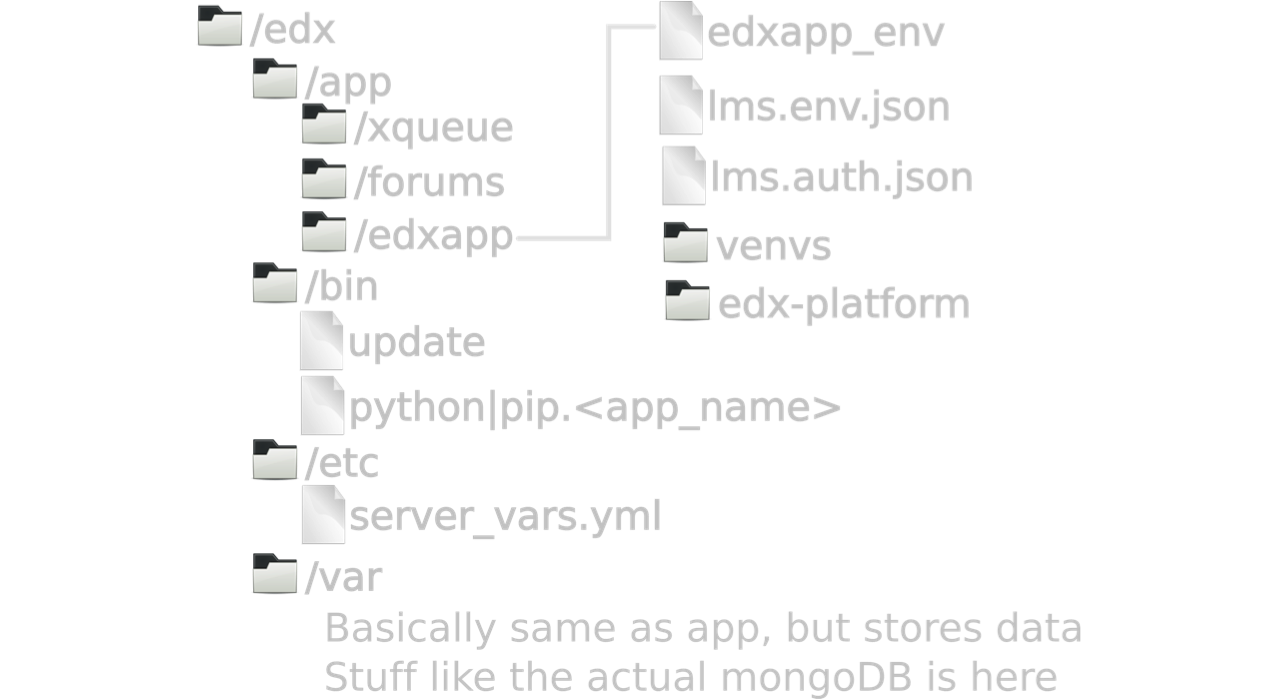 /edx
/app
/xqueue
/forums
/edxapp
/bin
update
python|pip.<app_name>
/etc
server_vars.yml
/var
Basically same as app, but stores data
Stuff like the actual mongoDB is here
edxapp_env
lms.env.json
lms.auth.json
venvs
edx-platform